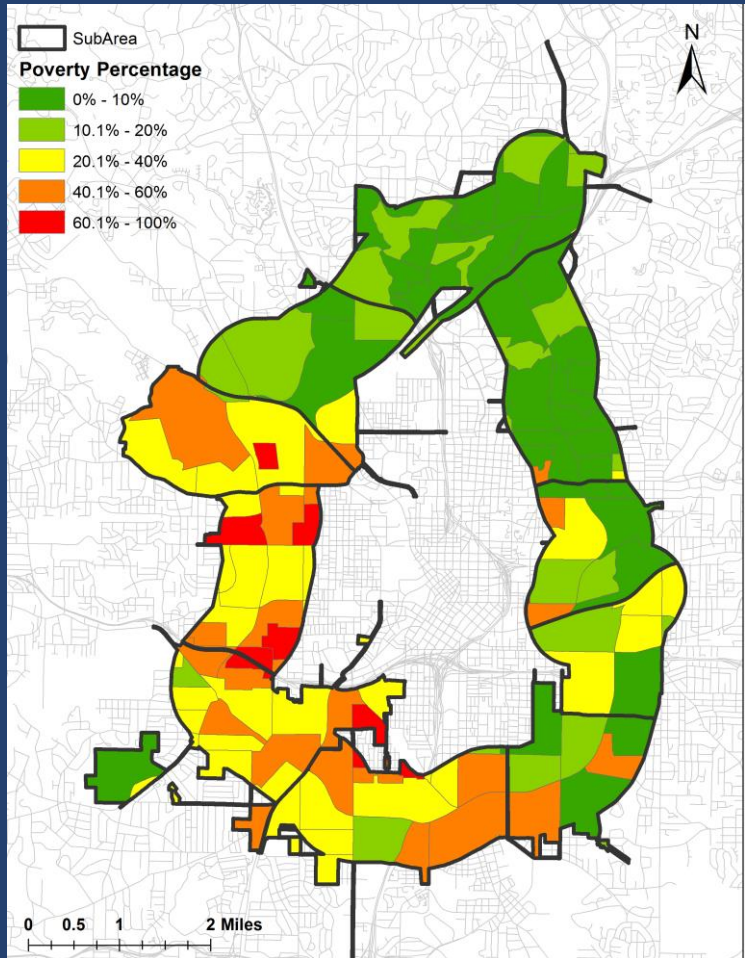 SubArea
Poverty Percentage
0% - 10%
10.1% - 20%
20.1% - 40%
40.1% - 60%
60.1% - 100%
N
0 0.5 1 2 Miles